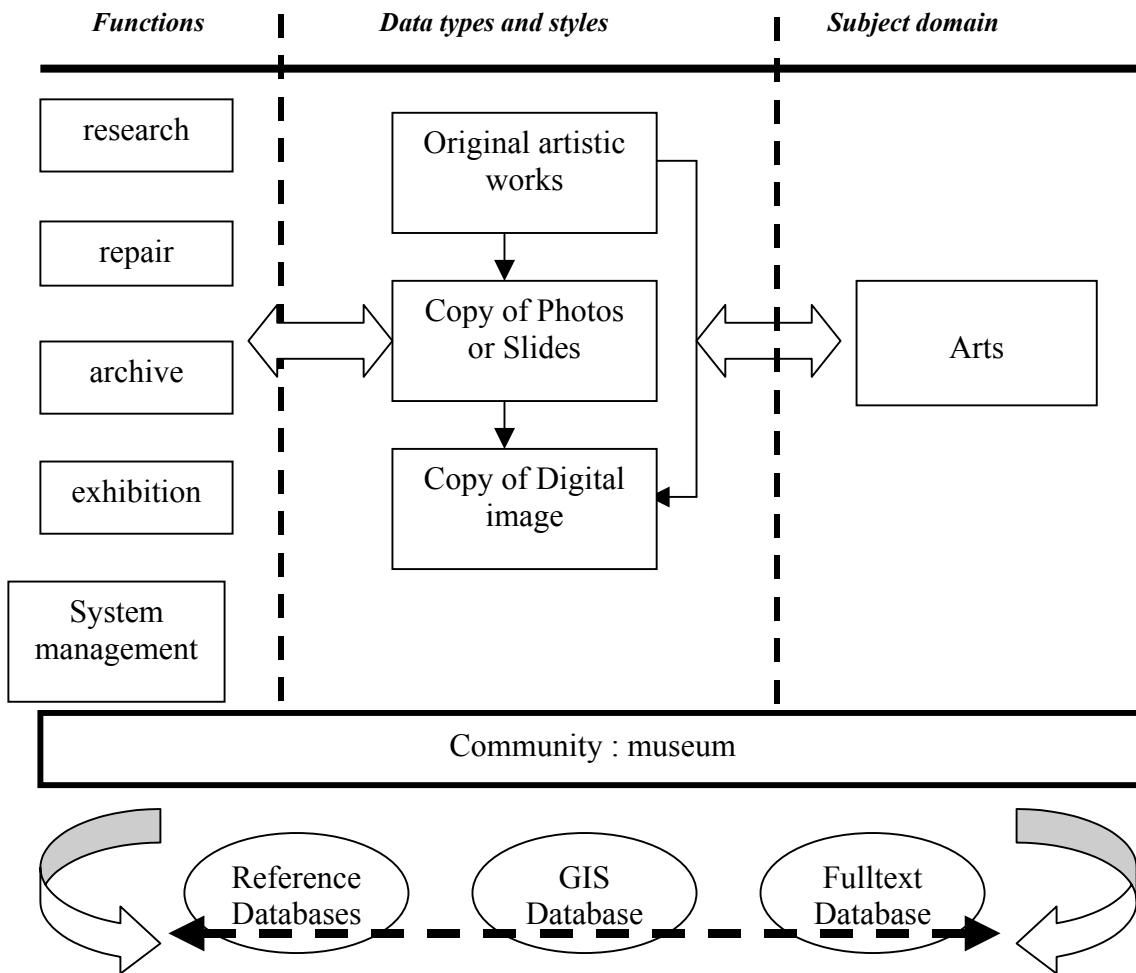 Functions
Data types and styles
Subject domain
research
repair
archive
exhibition
System
management
Original artistic
works
Copy of Photos
or Slides
Copy of Digital
image
Arts
Community : museum
Reference
Databases
GIS
Database
Fulltext
Database